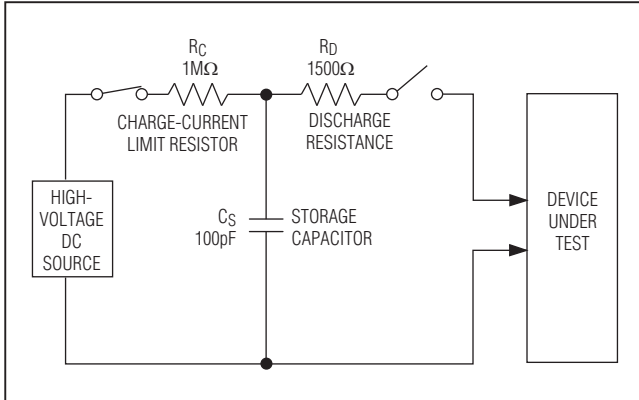 RC
1MΩ
CHARGE-CURRENT
LIMIT RESISTOR
RD
1500Ω
DISCHARGE
RESISTANCE
HIGH-
VOLTAGE
DC
SOURCE
CS
100pF
STORAGE
CAPACITOR
DEVICE
UNDER
TEST